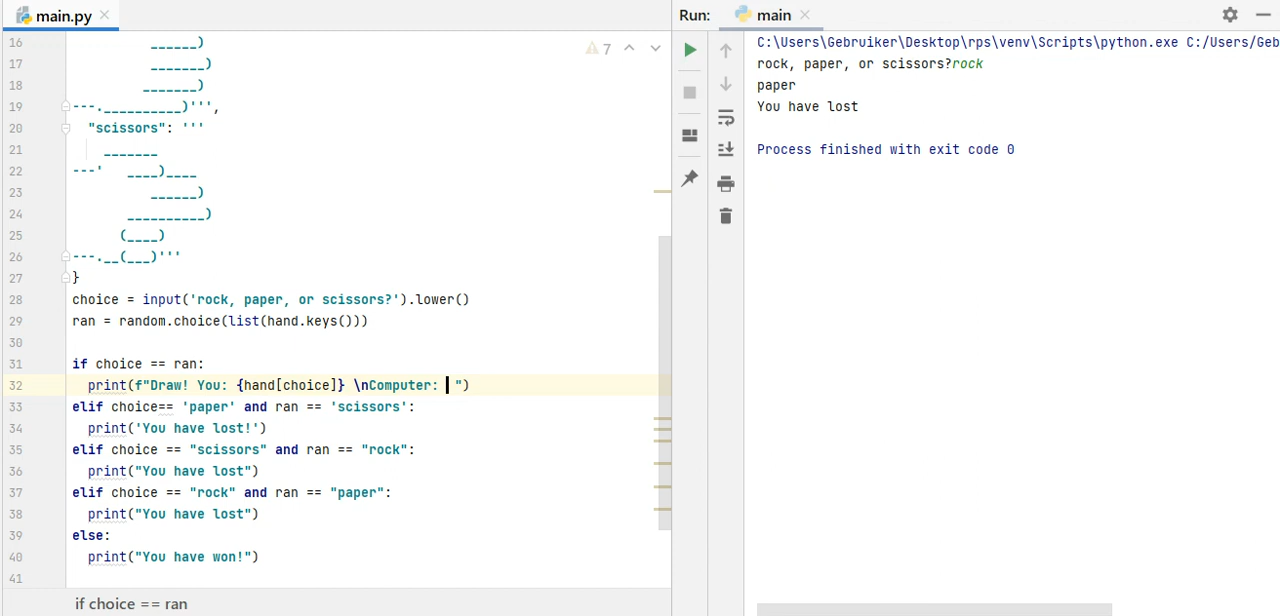 main.py
Run:
main
7
16            ______)
17            _______)
18           _______)
19  ---.__________)''',
20    "scissors": '''
21      _______
22  ---'   ____)____
23            ______)
24         __________)
25        (____)
26  ---.__(___)'''
27  }
28  choice = input('rock, paper, or scissors?').lower()
29  ran = random.choice(list(hand.keys()))
30
31  if choice == ran:
32    print(f"Draw! You: {hand[choice]} \nComputer:  ")
33  elif choice== 'paper' and ran == 'scissors':
34    print('You have lost!')
35  elif choice == "scissors" and ran == "rock":
36    print("You have lost")
37  elif choice == "rock" and ran == "paper":
38    print("You have lost")
39  else:
40    print("You have won!")
41
if choice == ran
C:\Users\Gebruiker\Desktop\rps\venv\Scripts\python.exe C:/Users/Geb
rock, paper, or scissors?rock
paper
You have lost
Process finished with exit code 0